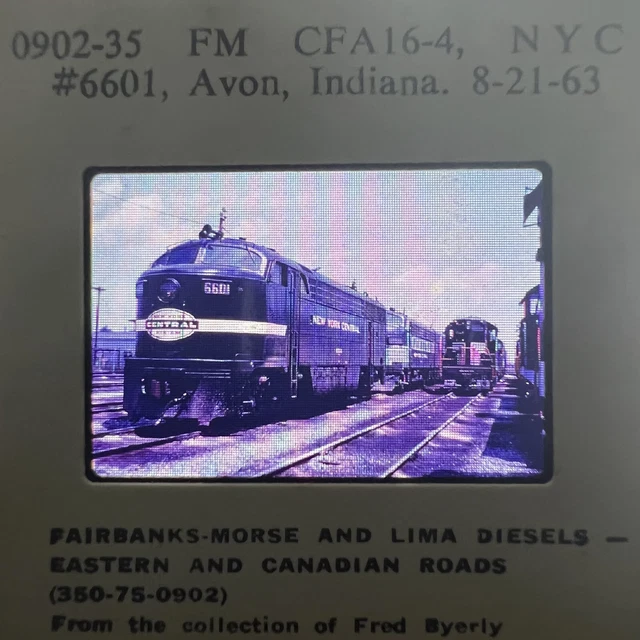 0902-35 FM CFA16-4, N Y C
#6601, Avon, Indiana. 8-21-63
6601
NEW YORK
CENTRAL
SYSTEM
NEW YORK CENTRAL
FAIRBANKS-MORSE AND LIMA DIESELS —
EASTERN AND CANADIAN ROADS
(350-75-0902)
From the collection of Fred Byerly